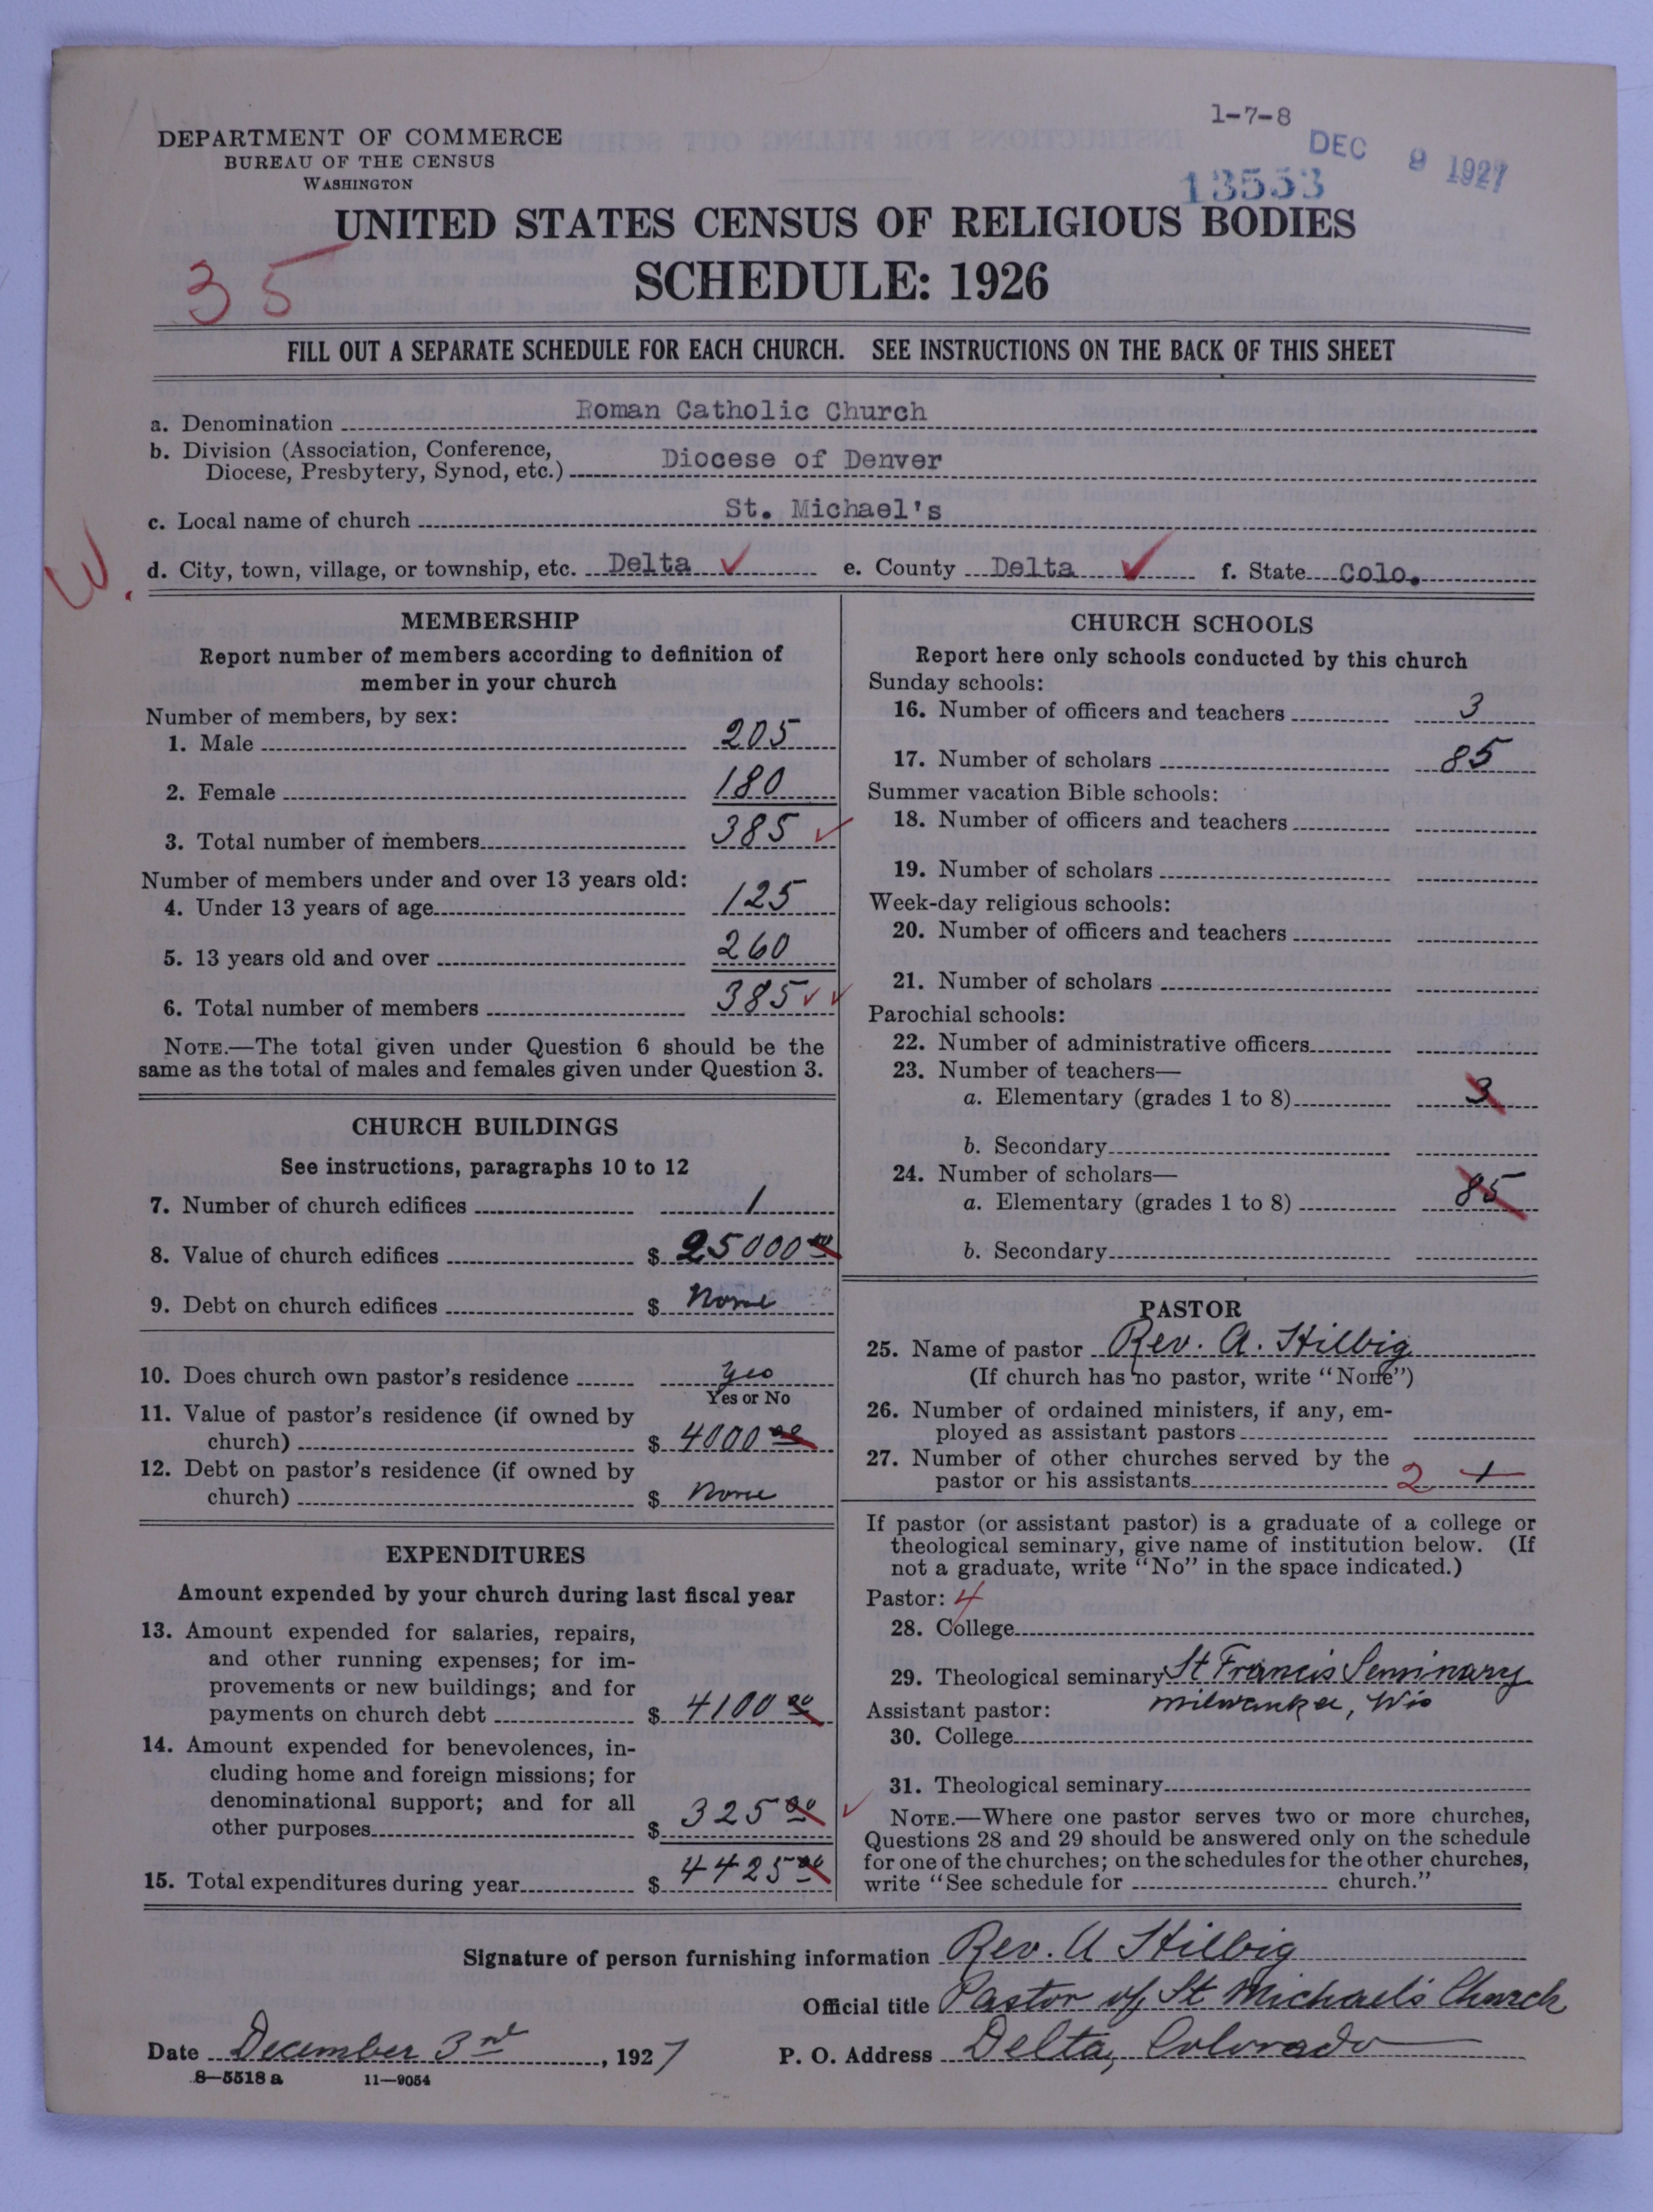 1-7-8
DEC 9 1927
13553
DEPARTMENT OF COMMERCE
BUREAU OF THE CENSUS
WASHINGTON
UNITED STATES CENSUS OF RELIGIOUS BODIES
SCHEDULE: 1926
35
FILL OUT A SEPARATE SCHEDULE FOR EACH CHURCH. SEE INSTRUCTIONS ON THE BACK OF THIS SHEET
a. Denomination Roman Catholic Church
b. Division (Association, Conference,
Diocese, Presbytery, Synod, etc.) Diocese of Denver
c. Local name of church St. Michael's
W.
d. City, town, village, or township, etc. Delta ✓ e. County Delta ✓ f. State Colo.
MEMBERSHIP
Report number of members according to definition of
member in your church
Number of members, by sex:
1. Male 205
2. Female 180
3. Total number of members 385 ✓
Number of members under and over 13 years old:
4. Under 13 years of age 125
5. 13 years old and over 260
6. Total number of members 385 ✓ ✓
NOTE.—The total given under Question 6 should be the
same as the total of males and females given under Question 3.
CHURCH BUILDINGS
See instructions, paragraphs 10 to 12
7. Number of church edifices 1
8. Value of church edifices $ 25000 00
9. Debt on church edifices $ None
10. Does church own pastor's residence Yes
Yes or No
11. Value of pastor's residence (if owned by
church) $ 4000 00
12. Debt on pastor's residence (if owned by
church) $ None
EXPENDITURES
Amount expended by your church during last fiscal year
13. Amount expended for salaries, repairs,
and other running expenses; for im-
provements or new buildings; and for
payments on church debt $ 4100 00
14. Amount expended for benevolences, in-
cluding home and foreign missions; for
denominational support; and for all
other purposes $ 325 00 ✓
15. Total expenditures during year $ 4425 00
CHURCH SCHOOLS
Report here only schools conducted by this church
Sunday schools:
16. Number of officers and teachers 3
17. Number of scholars 85
Summer vacation Bible schools:
18. Number of officers and teachers
19. Number of scholars
Week-day religious schools:
20. Number of officers and teachers
21. Number of scholars
Parochial schools:
22. Number of administrative officers
23. Number of teachers—
a. Elementary (grades 1 to 8) 3
b. Secondary
24. Number of scholars—
a. Elementary (grades 1 to 8) 85
b. Secondary
PASTOR
25. Name of pastor Rev. A. Hilbig
(If church has no pastor, write "None")
26. Number of ordained ministers, if any, em-
ployed as assistant pastors
27. Number of other churches served by the
pastor or his assistants 2 1
If pastor (or assistant pastor) is a graduate of a college or
theological seminary, give name of institution below. (If
not a graduate, write "No" in the space indicated.)
Pastor: 4
28. College
29. Theological seminary St Francis Seminary
Milwaukee, Wis
Assistant pastor:
30. College
31. Theological seminary
NOTE.—Where one pastor serves two or more churches,
Questions 28 and 29 should be answered only on the schedule
for one of the churches; on the schedules for the other churches,
write "See schedule for church."
Signature of person furnishing information Rev. A Hilbig
Official title Pastor of St Michael's Church
Date December 3rd, 1927 P. O. Address Delta, Colorado
8—5518 a 11—9054